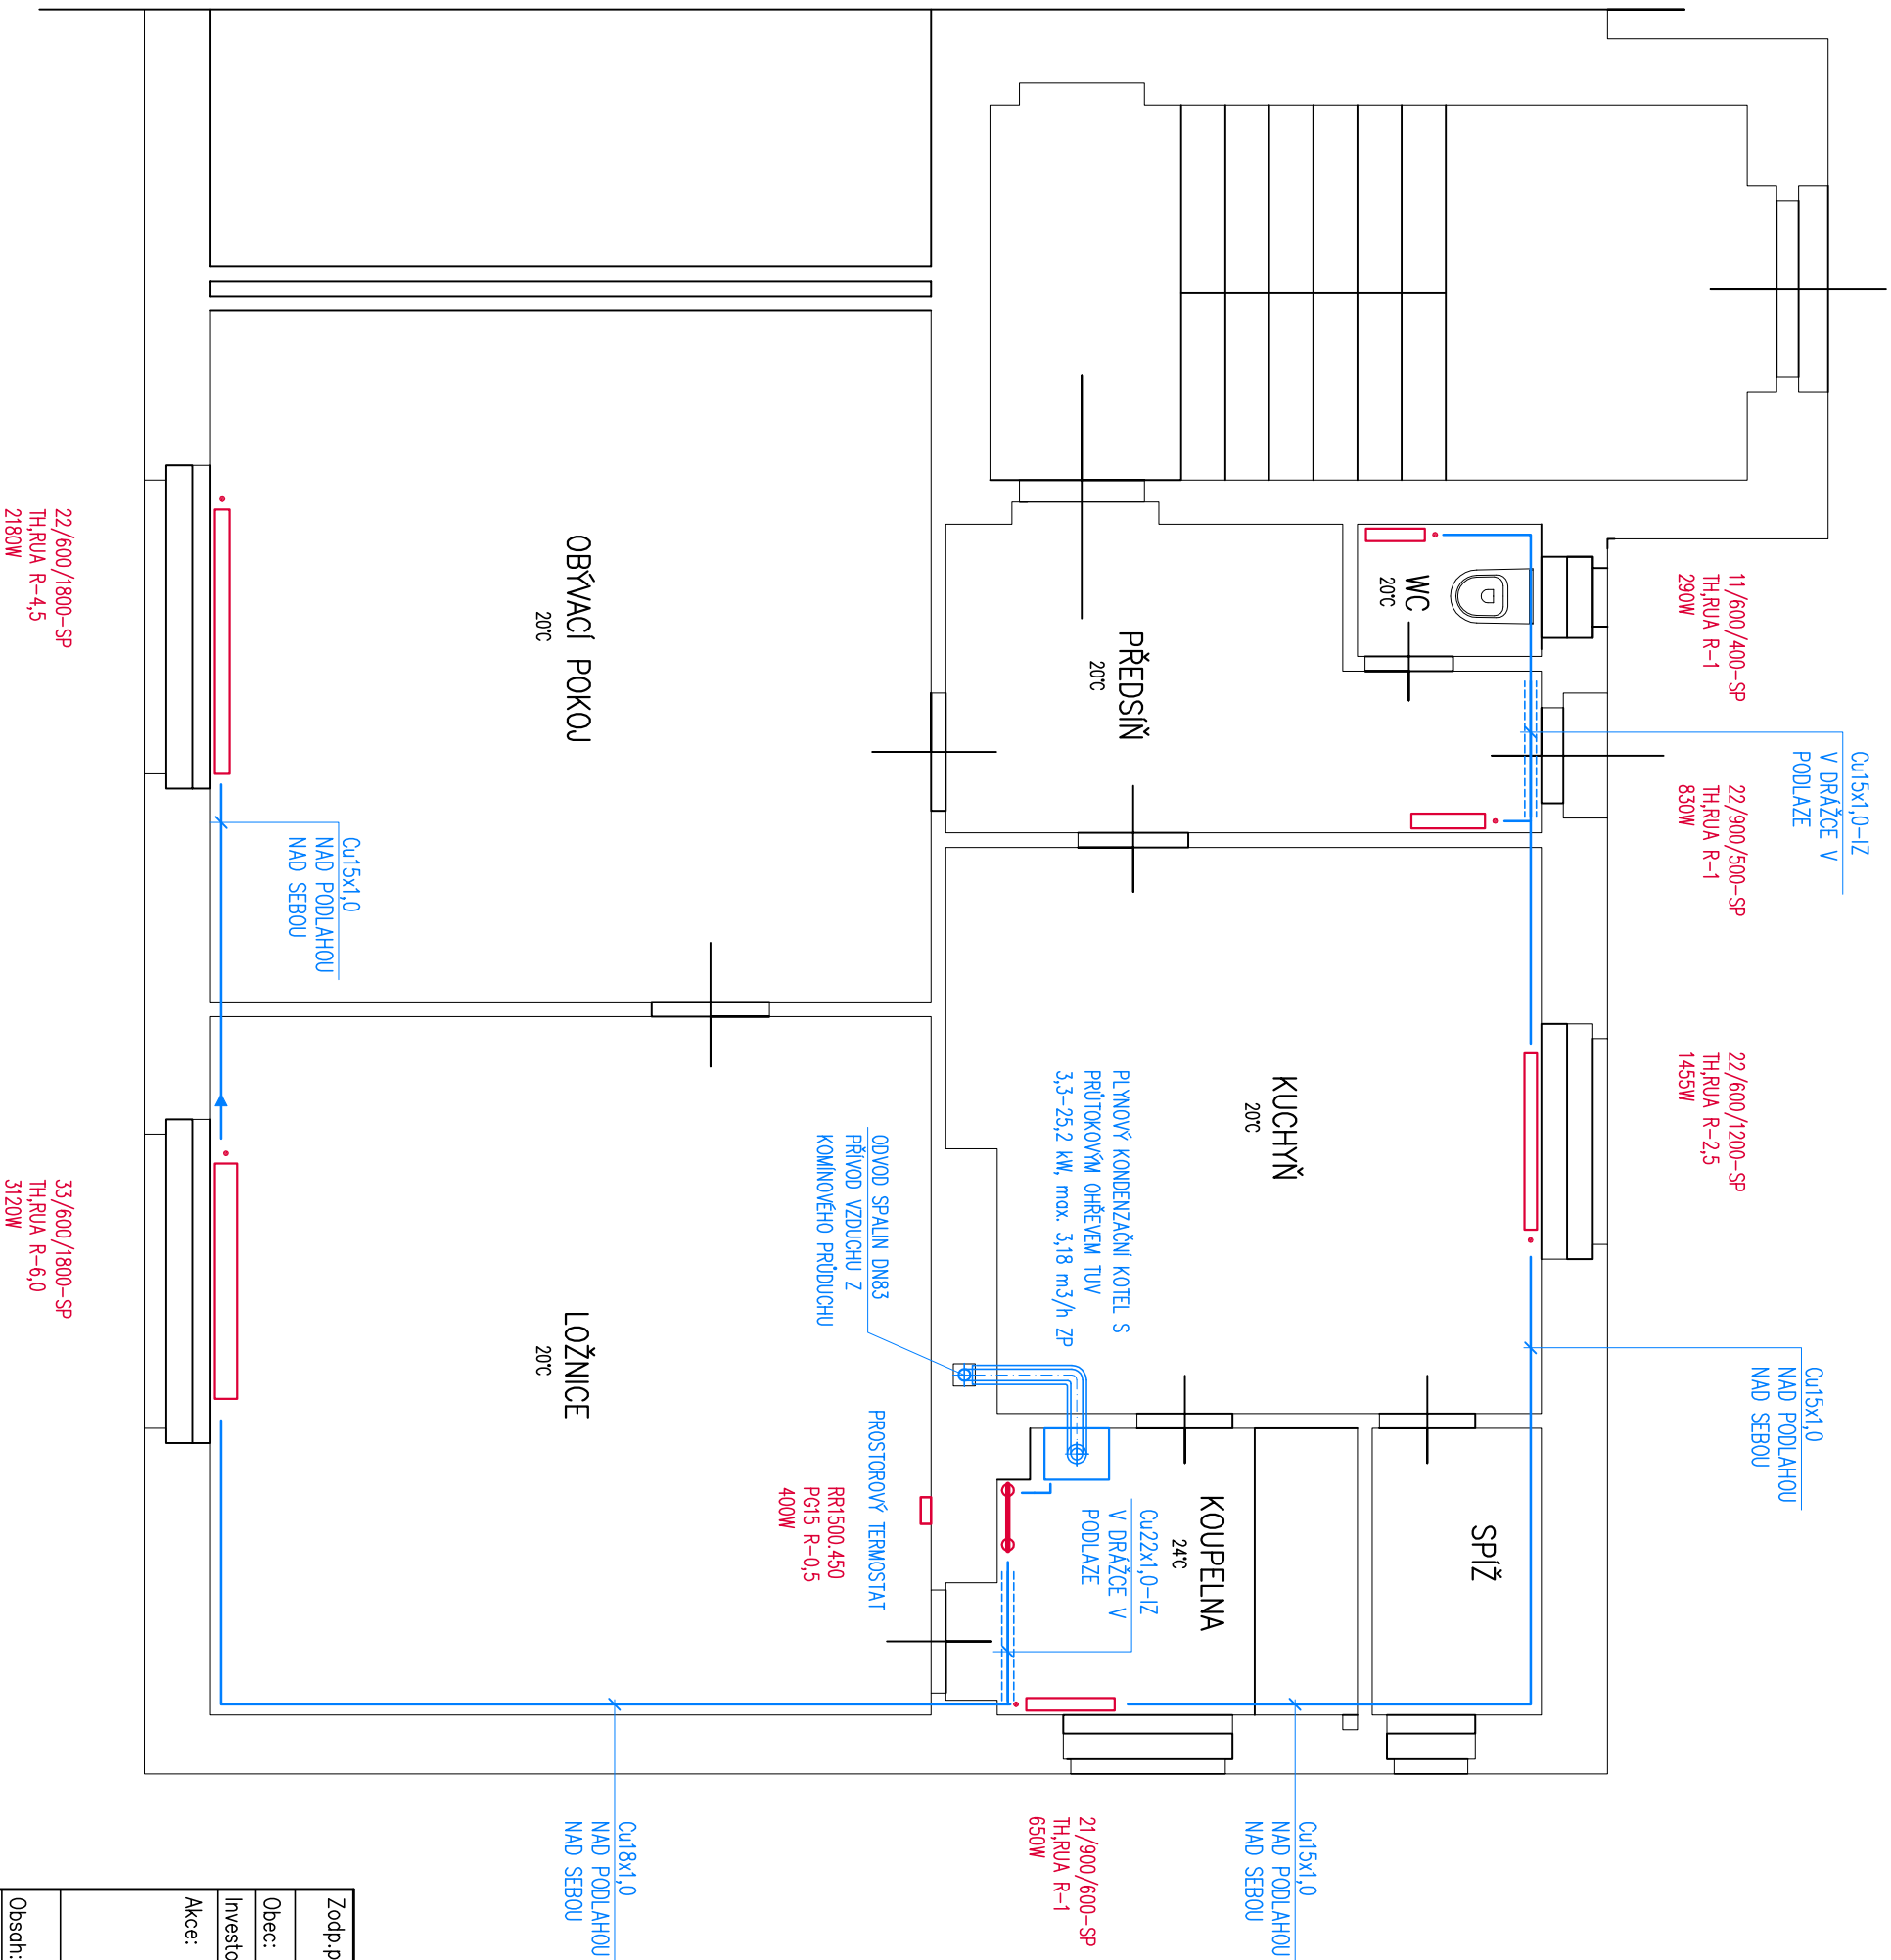 Cu15x1,0-IZ
V DRÁŽCE V
PODLAZE
11/600/400-SP
TH,RUA R-1
290W
22/900/500-SP
TH,RUA R-1
830W
22/600/1200-SP
TH,RUA R-2,5
1455W
Cu15x1,0
NAD PODLAHOU
NAD SEBOU
WC
20°C
PŘEDSÍŇ
20°C
KUCHYŇ
20°C
SPÍŽ
KOUPELNA
24°C
Cu22x1,0-IZ
V DRÁŽCE V
PODLAZE
PLYNOVÝ KONDENZAČNÍ KOTEL S
PRŮTOKOVÝM OHŘEVEM TUV
3,3-25,2 kW, max. 3,18 m3/h ZP
ODVOD SPALIN DN83
PŘÍVOD VZDUCHU Z
KOMÍNOVÉHO PRŮDUCHU
PROSTOROVÝ TERMOSTAT
RR1500.450
PG15 R-0,5
400W
OBÝVACÍ POKOJ
20°C
LOŽNICE
20°C
Cu15x1,0
NAD PODLAHOU
NAD SEBOU
22/600/1800-SP
TH,RUA R-4,5
2180W
33/600/1800-SP
TH,RUA R-6,0
3120W
Cu15x1,0
NAD PODLAHOU
NAD SEBOU
21/900/600-SP
TH,RUA R-1
650W
Cu18x1,0
NAD PODLAHOU
NAD SEBOU
Zodp.p
Obec:
Investo
Akce:
Obsah: